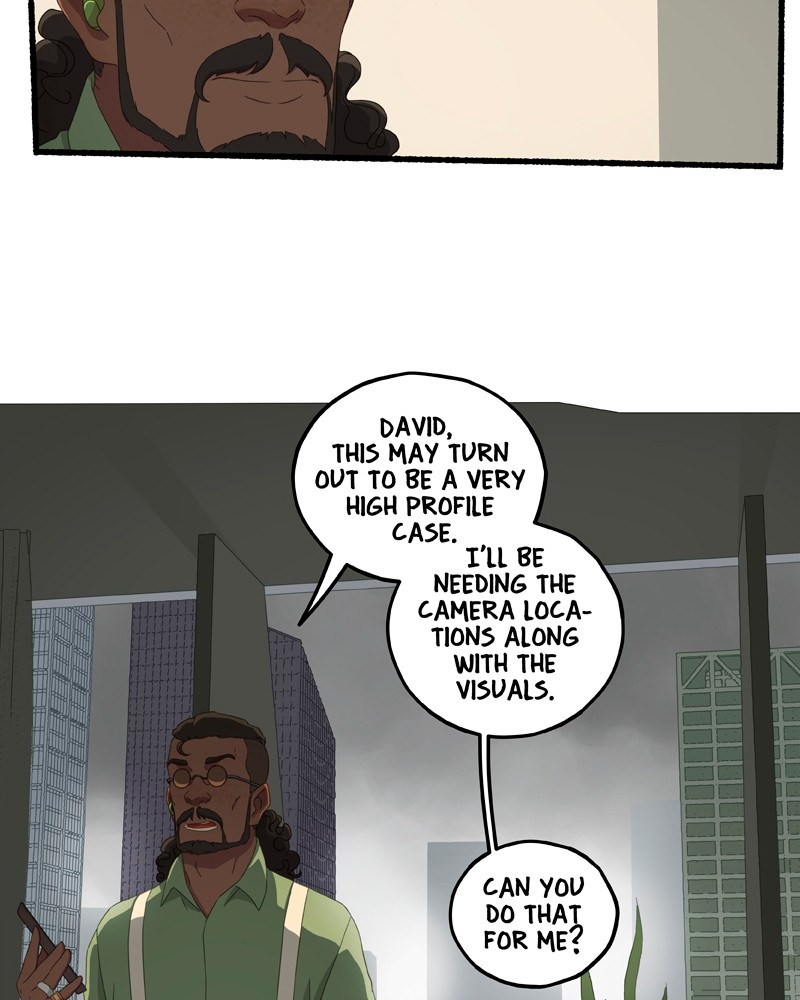 DAVID,
THIS MAY TURN
OUT TO BE A VERY
HIGH PROFILE
CASE.
I'LL BE
NEEDING THE
CAMERA LOCA-
TIONS ALONG
WITH THE
VISUALS.
CAN YOU
DO THAT
FOR ME?